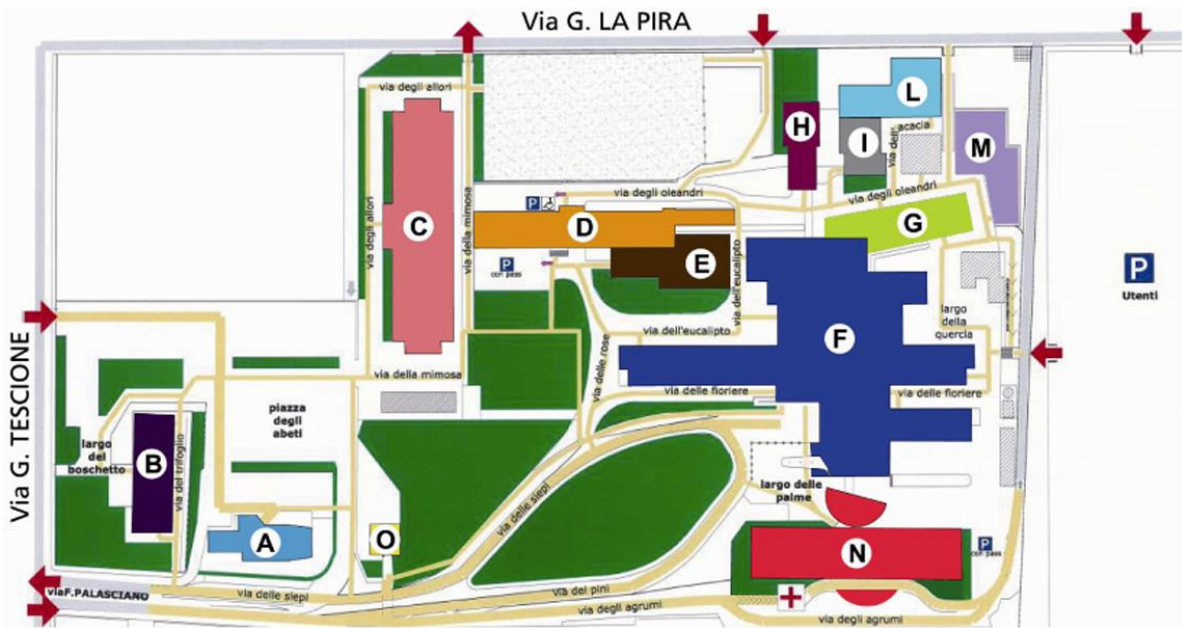 Via G. LA PIRA
via degli allori
L
H
I
via dell'acacia
M
via degli oleandri
via degli oleandri
P
via degli allori
C
via della mimosa
D
G
P
con pass
E
via dell'eucalipto
P
Utenti
via dell'eucalipto
largo
della
quercia
F
Via G. TESCIONE
via delle rose
via della mimosa
via delle fioriere
via delle fioriere
piazza
degli
abeti
largo
del
boschetto
B
via del trifoglio
largo delle
palme
via delle siepi
A
O
N
P
con pass
via F. PALASCIANO
via delle siepi
via dei pini
via degli agrumi
via degli agrumi